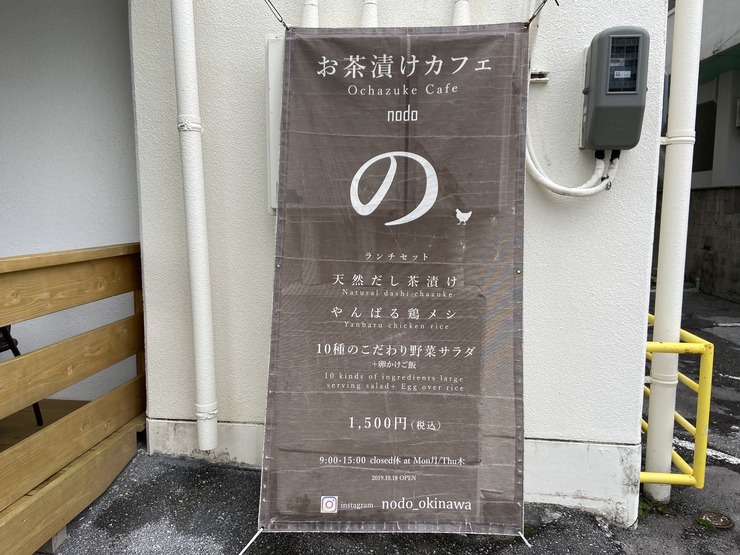 お茶漬けカフェ
Ochazuke Cafe
nodo
の
ランチセット
天然だし茶漬け
Natural dashi chazuke
やんばる鶏メシ
Yanbaru chicken rice
10種のこだわり野菜サラダ
+卵かけご飯
10 kinds of ingredients large
serving salad+ Egg over rice
1,500円(税込)
9:00-15:00 closed休 at Mon月/Thu木
2019.10.18 OPEN
instagram nodo_okinawa